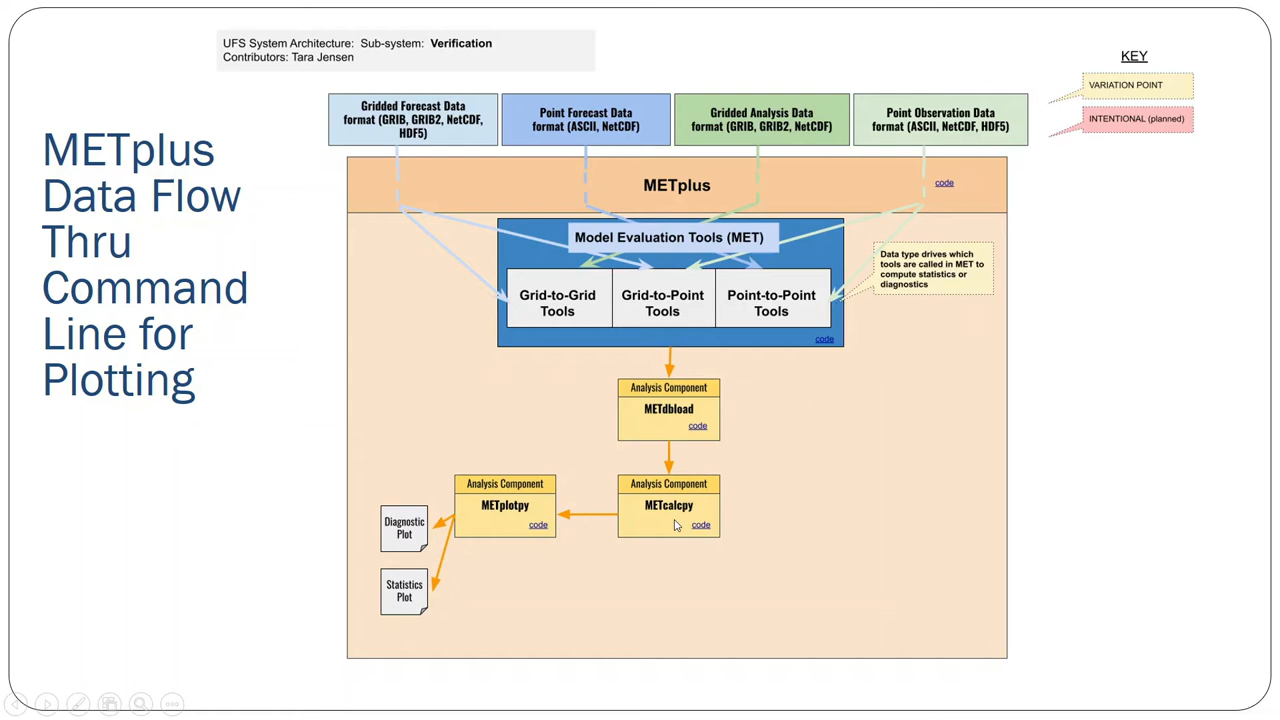 UFS System Architecture: Sub-system: Verification
Contributors: Tara Jensen
KEY
VARIATION POINT
INTENTIONAL (planned)
METplus
Data Flow
Thru
Command
Line for
Plotting
Gridded Forecast Data
format (GRIB, GRIB2, NetCDF,
HDF5)
Point Forecast Data
format (ASCII, NetCDF)
Gridded Analysis Data
format (GRIB, GRIB2, NetCDF)
Point Observation Data
format (ASCII, NetCDF, HDF5)
METplus
code
Model Evaluation Tools (MET)
Grid-to-Grid
Tools
Grid-to-Point
Tools
Point-to-Point
Tools
code
Data type drives which
tools are called in MET to
compute statistics or
diagnostics
Analysis Component
METdbload
code
Analysis Component
METplotpy
code
Analysis Component
METcalcpy
code
Diagnostic
Plot
Statistics
Plot